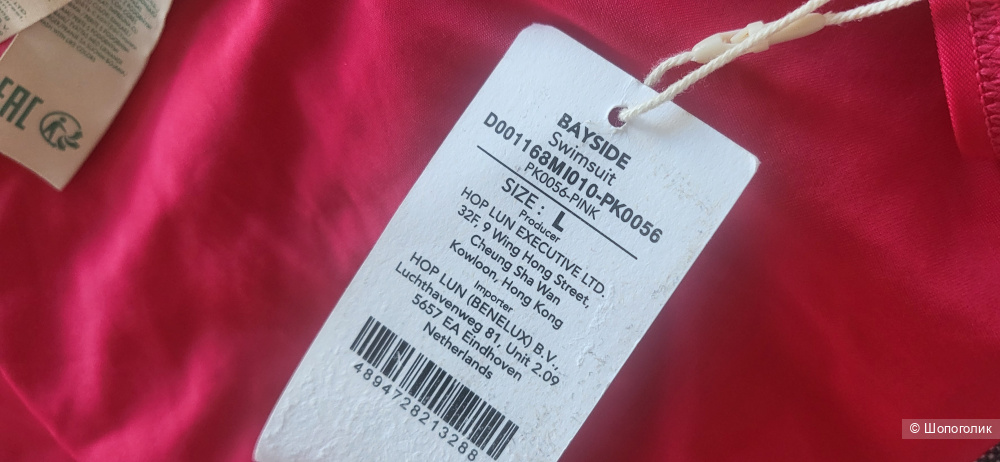 EAC
BAYSIDE
Swimsuit
D001168MI010-PK0056
PK0056-PINK
SIZE : L
Producer
HOP LUN EXECUTIVE LTD.
32F, 9 Wing Hong Street,
Cheung Sha Wan
Kowloon, Hong Kong
Importer
HOP LUN (BENELUX) B.V.,
Luchthavenweg 81, Unit 2.09
5657 EA Eindhoven
Netherlands
4894728213288
© Шопоголик